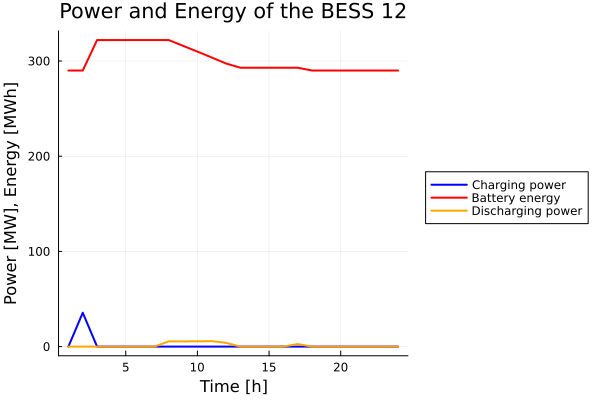 Power and Energy of the BESS 12
Power [MW], Energy [MWh]
300
200
100
0
5
10
15
20
Time [h]
Charging power
Battery energy
Discharging power